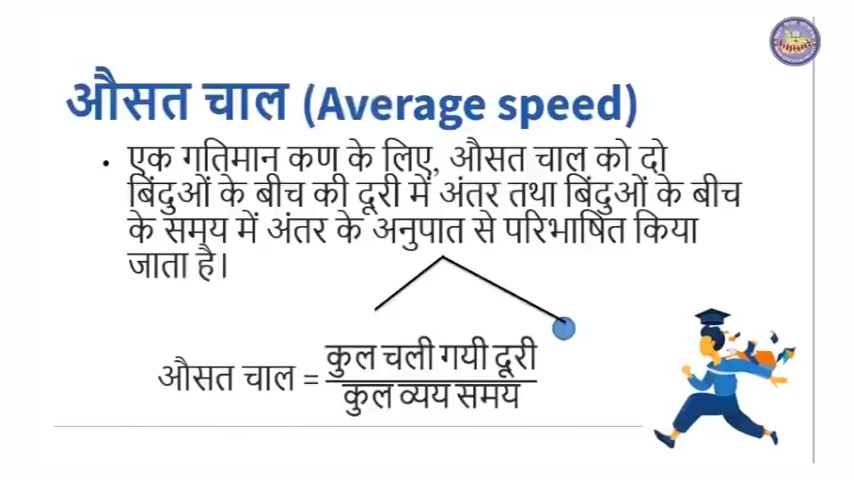 औसत चाल (Average speed)
• एक गतिमान कण के लिए, औसत चाल को दो
बिंदुओं के बीच की दूरी में अंतर तथा बिंदुओं के बीच
के समय में अंतर के अनुपात से परिभाषित किया
जाता है।
औसत चाल = कुल चली गयी दूरी
कुल व्यय समय